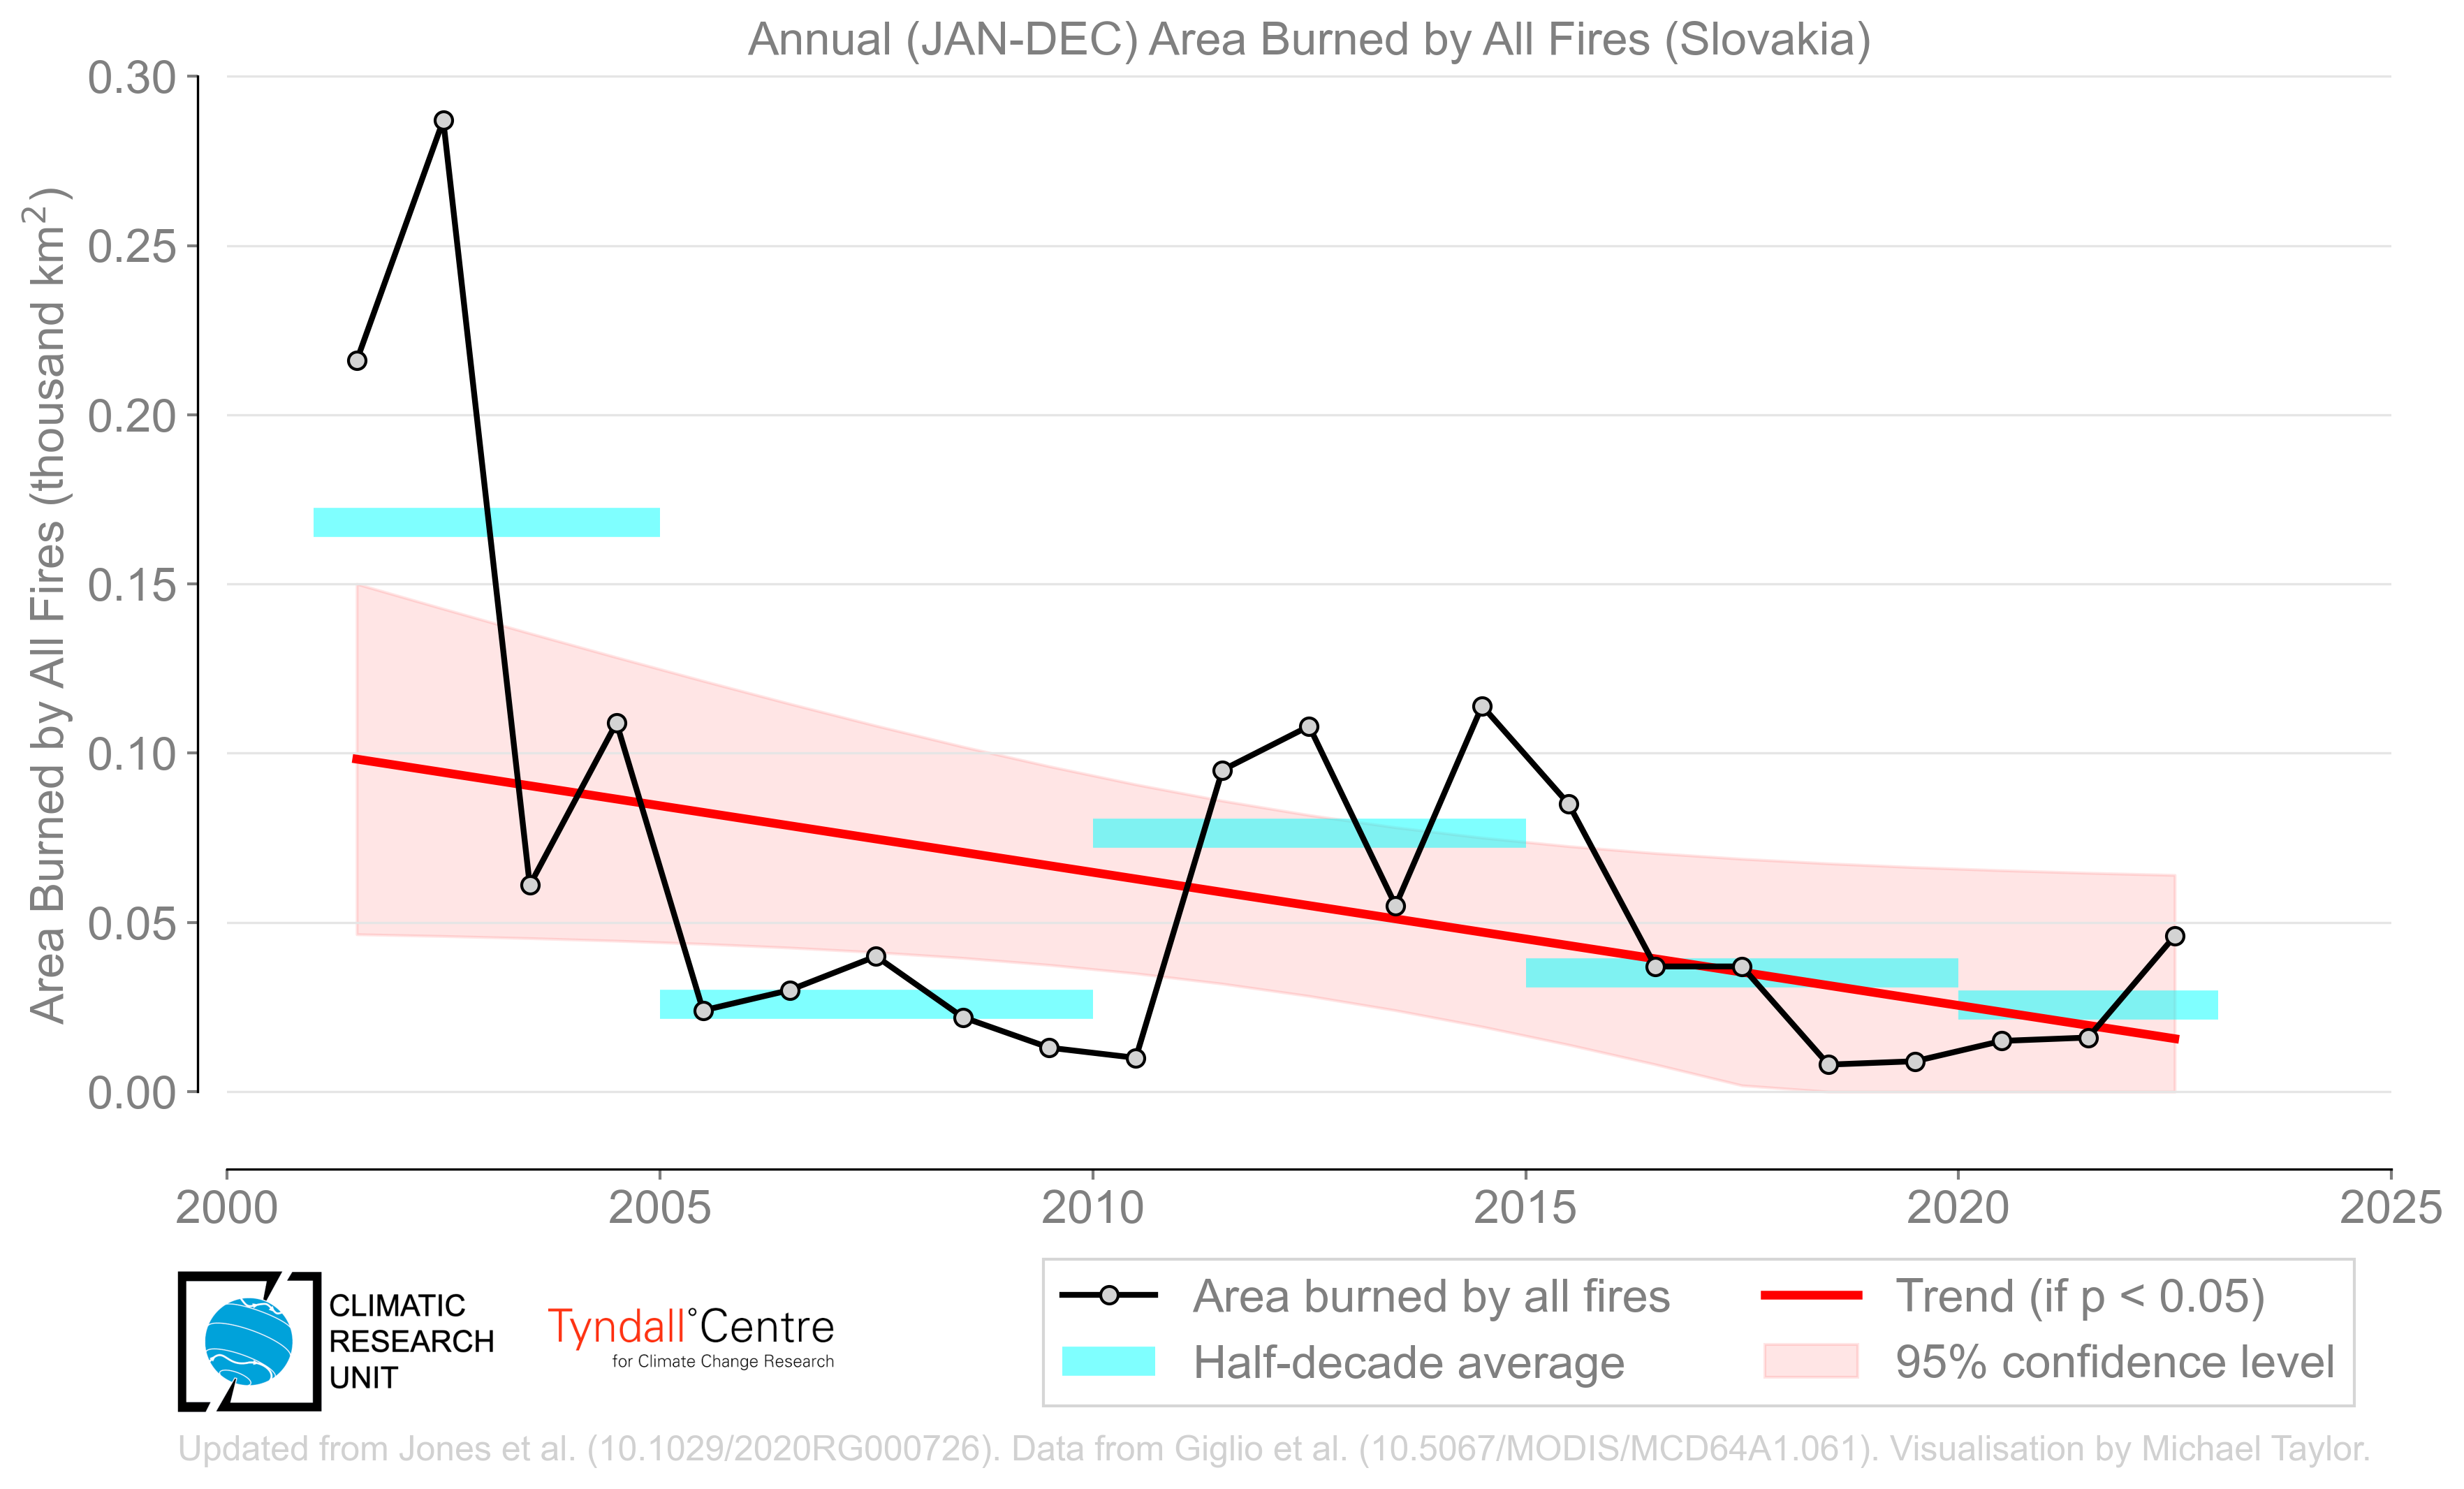 Annual (JAN-DEC) Area Burned by All Fires (Slovakia)
Area Burned by All Fires (thousand km²)
0.30
0.25
0.20
0.15
0.10
0.05
0.00
2000 2005 2010 2015 2020 2025
CLIMATIC
RESEARCH
UNIT
Tyndall°Centre
for Climate Change Research
Area burned by all fires
Half-decade average
Trend (if p < 0.05)
95% confidence level
Updated from Jones et al. (10.1029/2020RG000726). Data from Giglio et al. (10.5067/MODIS/MCD64A1.061). Visualisation by Michael Taylor.